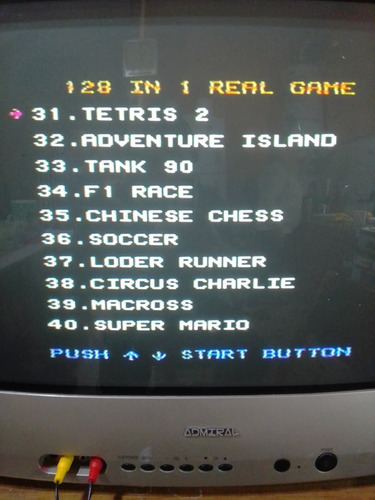 128 IN 1 REAL GAME
31.TETRIS 2
32.ADVENTURE ISLAND
33.TANK 90
34.F1 RACE
35.CHINESE CHESS
36.SOCCER
37.LODER RUNNER
38.CIRCUS CHARLIE
39.MACROSS
40.SUPER MARIO
PUSH ↑ ↓ START BUTTON
ADMIRAL